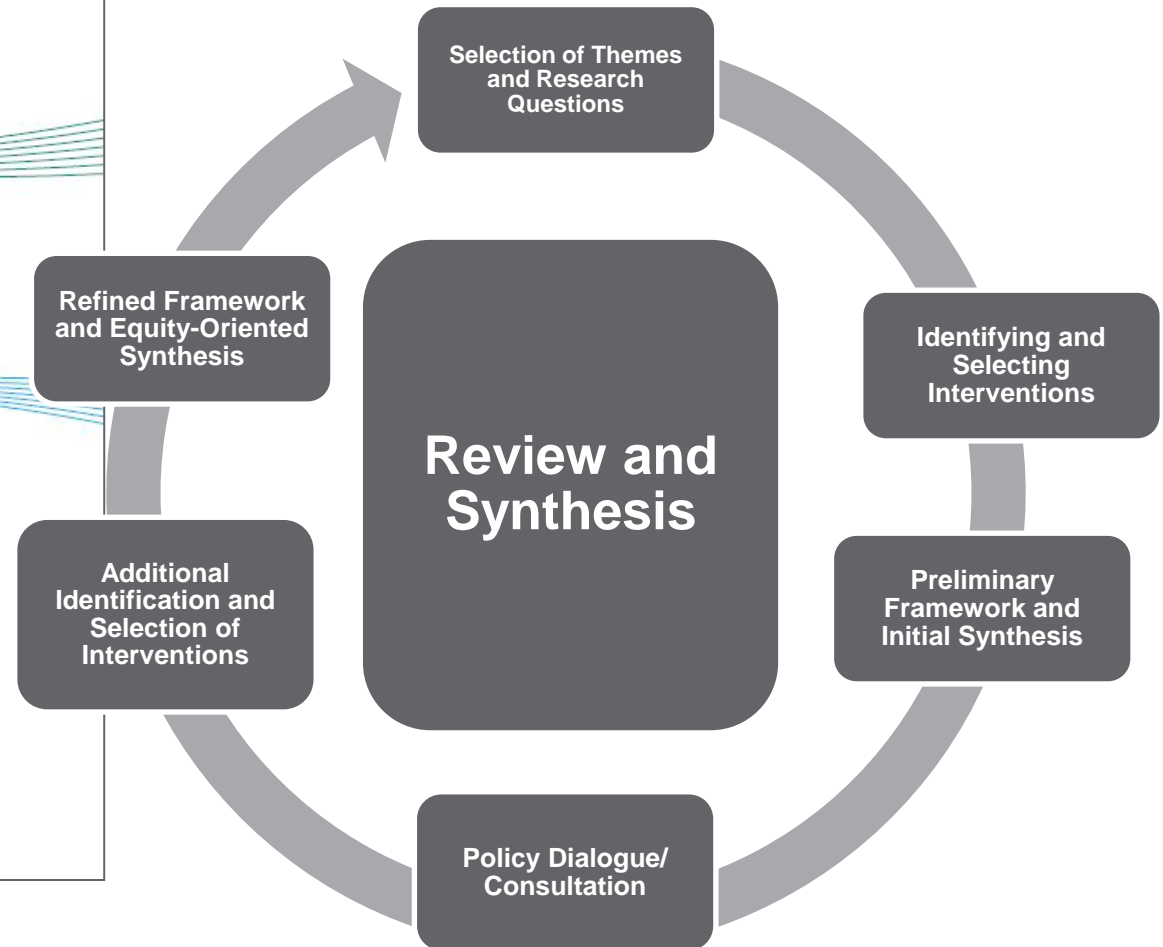 Selection of Themes
and Research
Questions
Identifying and
Selecting
Interventions
Preliminary
Framework and
Initial Synthesis
Policy Dialogue/
Consultation
Additional
Identification and
Selection of
Interventions
Refined Framework
and Equity-Oriented
Synthesis
Review and
Synthesis